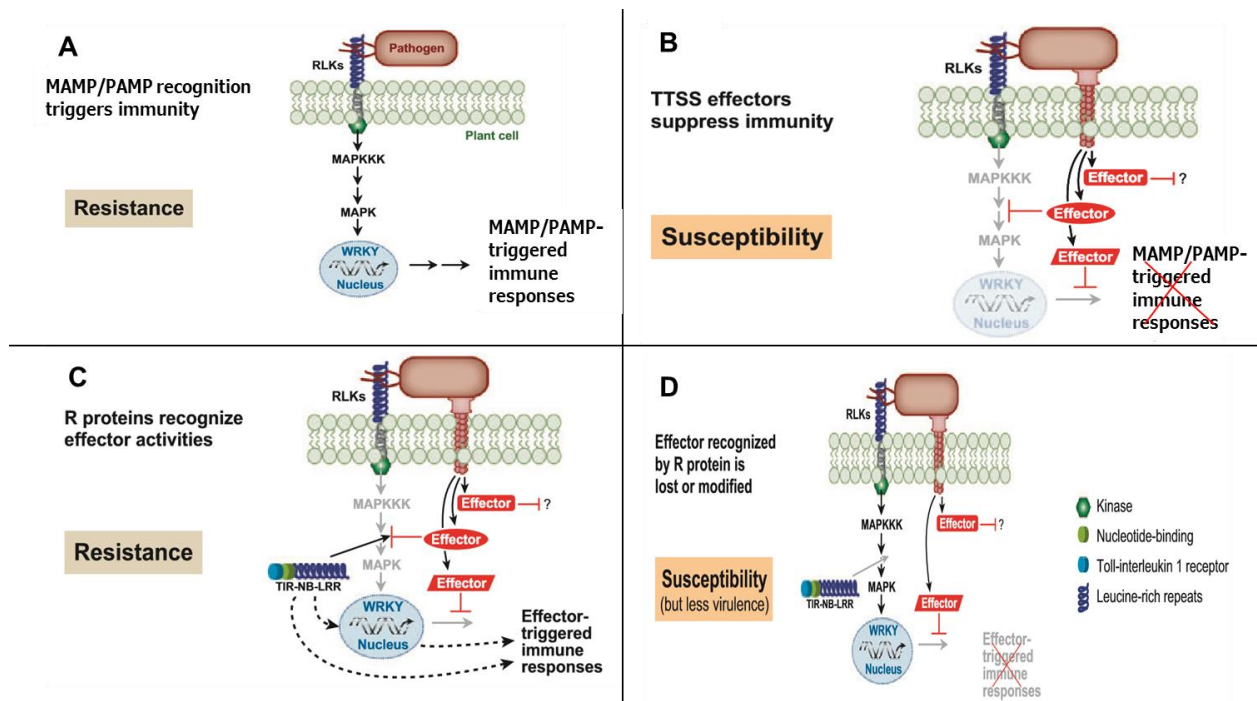 A
MAMP/PAMP recognition
triggers immunity
Resistance
Pathogen
RLKs
Plant cell
MAPKKK
MAPK
WRKY
Nucleus
MAMP/PAMP-
triggered
immune
responses
B
TTSS effectors
suppress immunity
Susceptibility
RLKs
MAPKKK
MAPK
WRKY
Nucleus
Effector
?
Effector
Effector
MAMP/PAMP-
triggered
immune
responses
C
R proteins recognize
effector activities
Resistance
RLKs
MAPKKK
MAPK
TIR-NB-LRR
WRKY
Nucleus
Effector
?
Effector
Effector
Effector-
triggered
immune
responses
D
Effector recognized
by R protein is
lost or modified
Susceptibility
(but less virulence)
RLKs
MAPKKK
MAPK
TIR-NB-LRR
WRKY
Nucleus
Effector
?
Effector
Effector-
triggered
immune
responses
Kinase
Nucleotide-binding
Toll-interleukin 1 receptor
Leucine-rich repeats